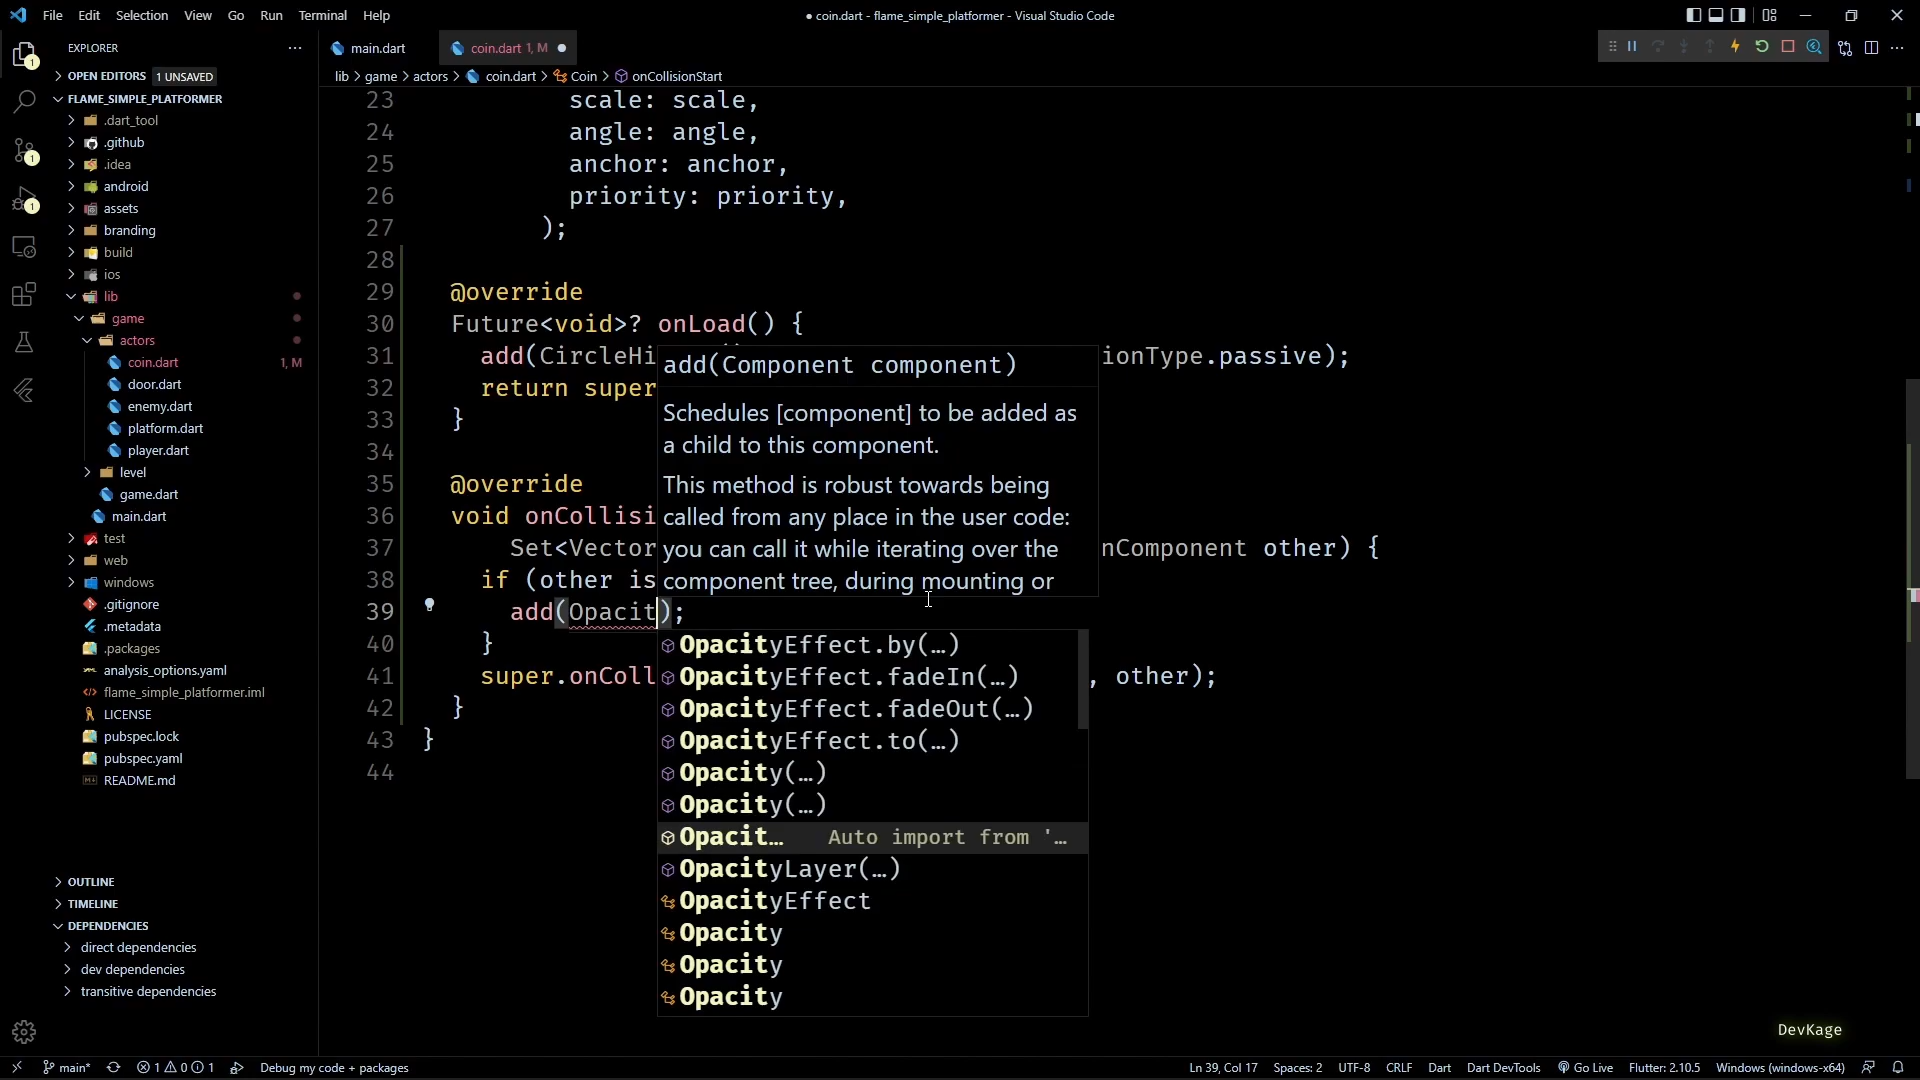 File Edit Selection View Go Run Terminal Help
● coin.dart - flame_simple_platformer - Visual Studio Code
EXPLORER
OPEN EDITORS 1 UNSAVED
FLAME_SIMPLE_PLATFORMER
.dart_tool
.github
.idea
android
assets
branding
build
ios
lib
game
actors
coin.dart 1, M
door.dart
enemy.dart
platform.dart
player.dart
level
game.dart
main.dart
test
web
windows
.gitignore
.metadata
.packages
analysis_options.yaml
flame_simple_platformer.iml
LICENSE
pubspec.lock
pubspec.yaml
README.md
OUTLINE
TIMELINE
DEPENDENCIES
direct dependencies
dev dependencies
transitive dependencies
main.dart
coin.dart 1, M
lib > game > actors > coin.dart > Coin > onCollisionStart
23 scale: scale,
24 angle: angle,
25 anchor: anchor,
26 priority: priority,
27 );
28
29 @override
30 Future<void>? onLoad() {
31 add(CircleHi ionType.passive);
32 return super
33 }
34
35 @override
36 void onCollisi
37 Set<Vector nComponent other) {
38 if (other is
39 add(Opacit);
40 }
41 super.onColl , other);
42 }
43 }
44
add(Component component)
Schedules [component] to be added as
a child to this component.
This method is robust towards being
called from any place in the user code:
you can call it while iterating over the
component tree, during mounting or
OpacityEffect.by(…)
OpacityEffect.fadeIn(…)
OpacityEffect.fadeOut(…)
OpacityEffect.to(…)
Opacity(…)
Opacity(…)
Opacit… Auto import from '…
OpacityLayer(…)
OpacityEffect
Opacity
Opacity
Opacity
DevKage
main* 1 0 1 Debug my code + packages
Ln 39, Col 17 Spaces: 2 UTF-8 CRLF Dart Dart DevTools Go Live Flutter: 2.10.5 Windows (windows-x64)